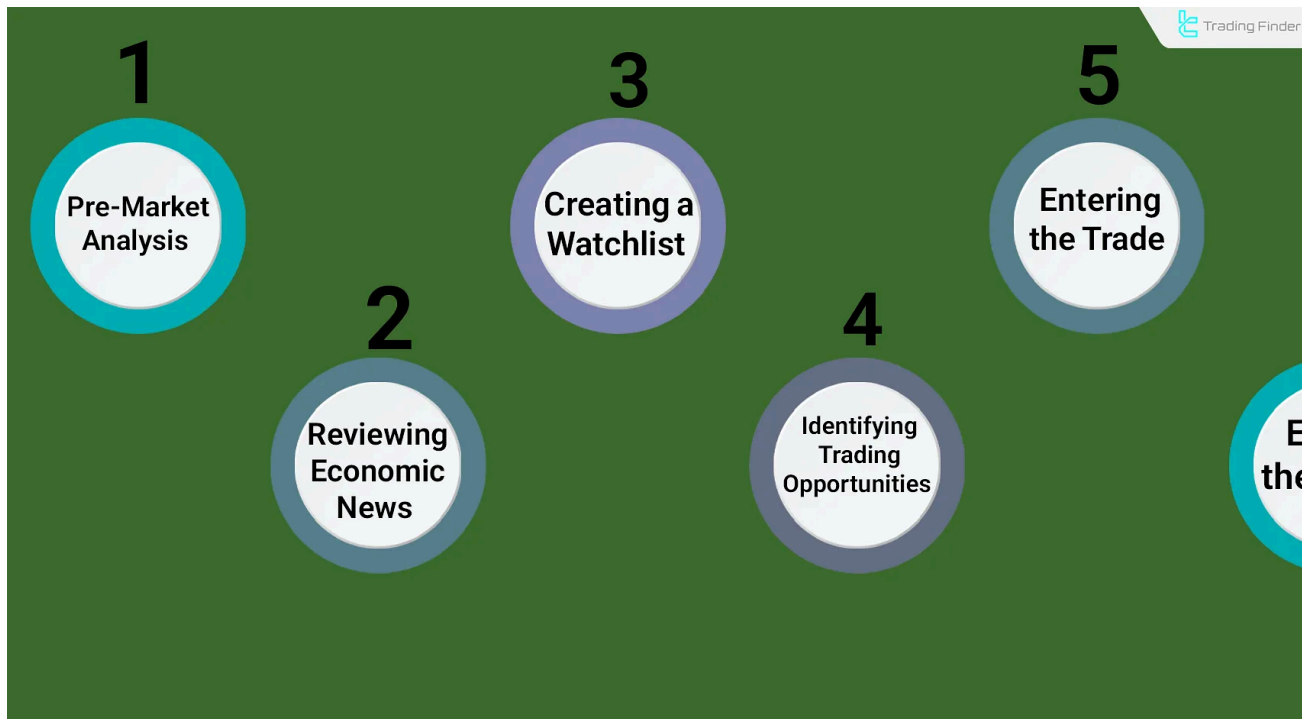 Trading Finder
1
Pre-Market
Analysis
2
Reviewing
Economic
News
3
Creating a
Watchlist
4
Identifying
Trading
Opportunities
5
Entering
the Trade